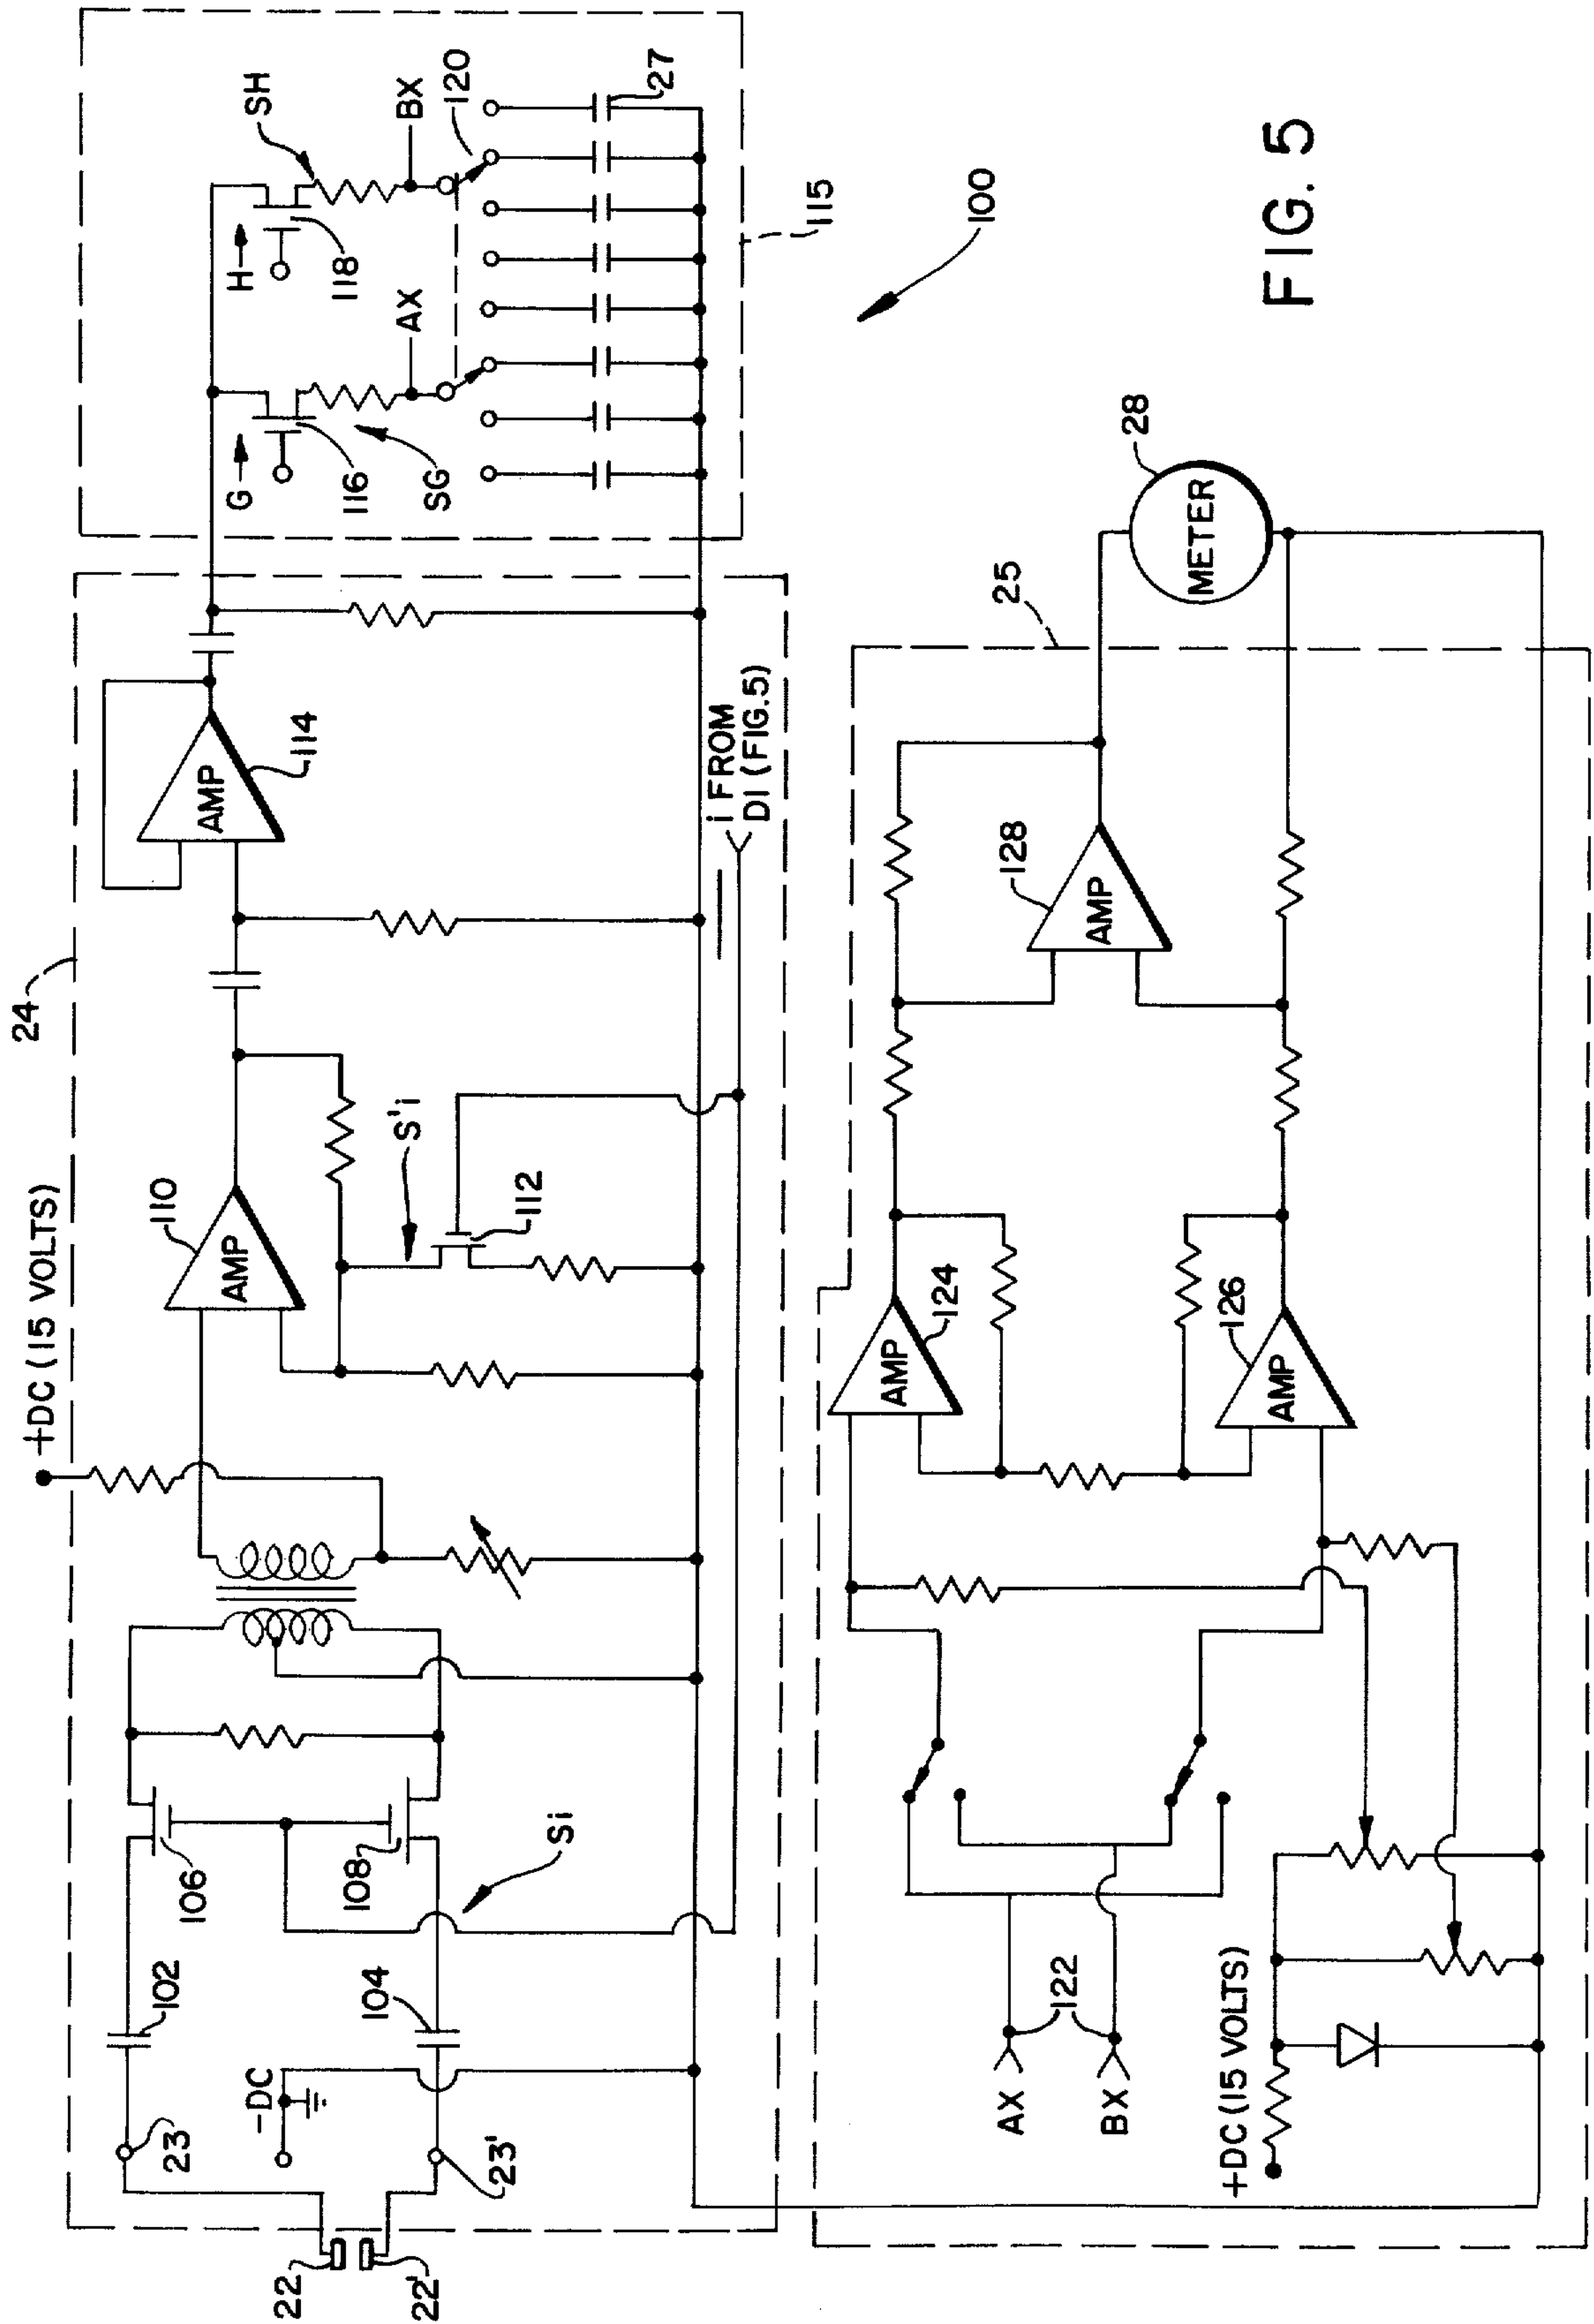 24
+DC (15 VOLTS)
110
AMP
114
AMP
S'i
112
i FROM
DI (FIG.5)
102
106
108
104
Si
23
-DC
23'
22
22'
G
H
116
118
SG
SH
AX
BX
120
27
115
100
25
28
METER
128
AMP
124
AMP
126
AMP
AX
BX
122
+DC (15 VOLTS)
FIG. 5